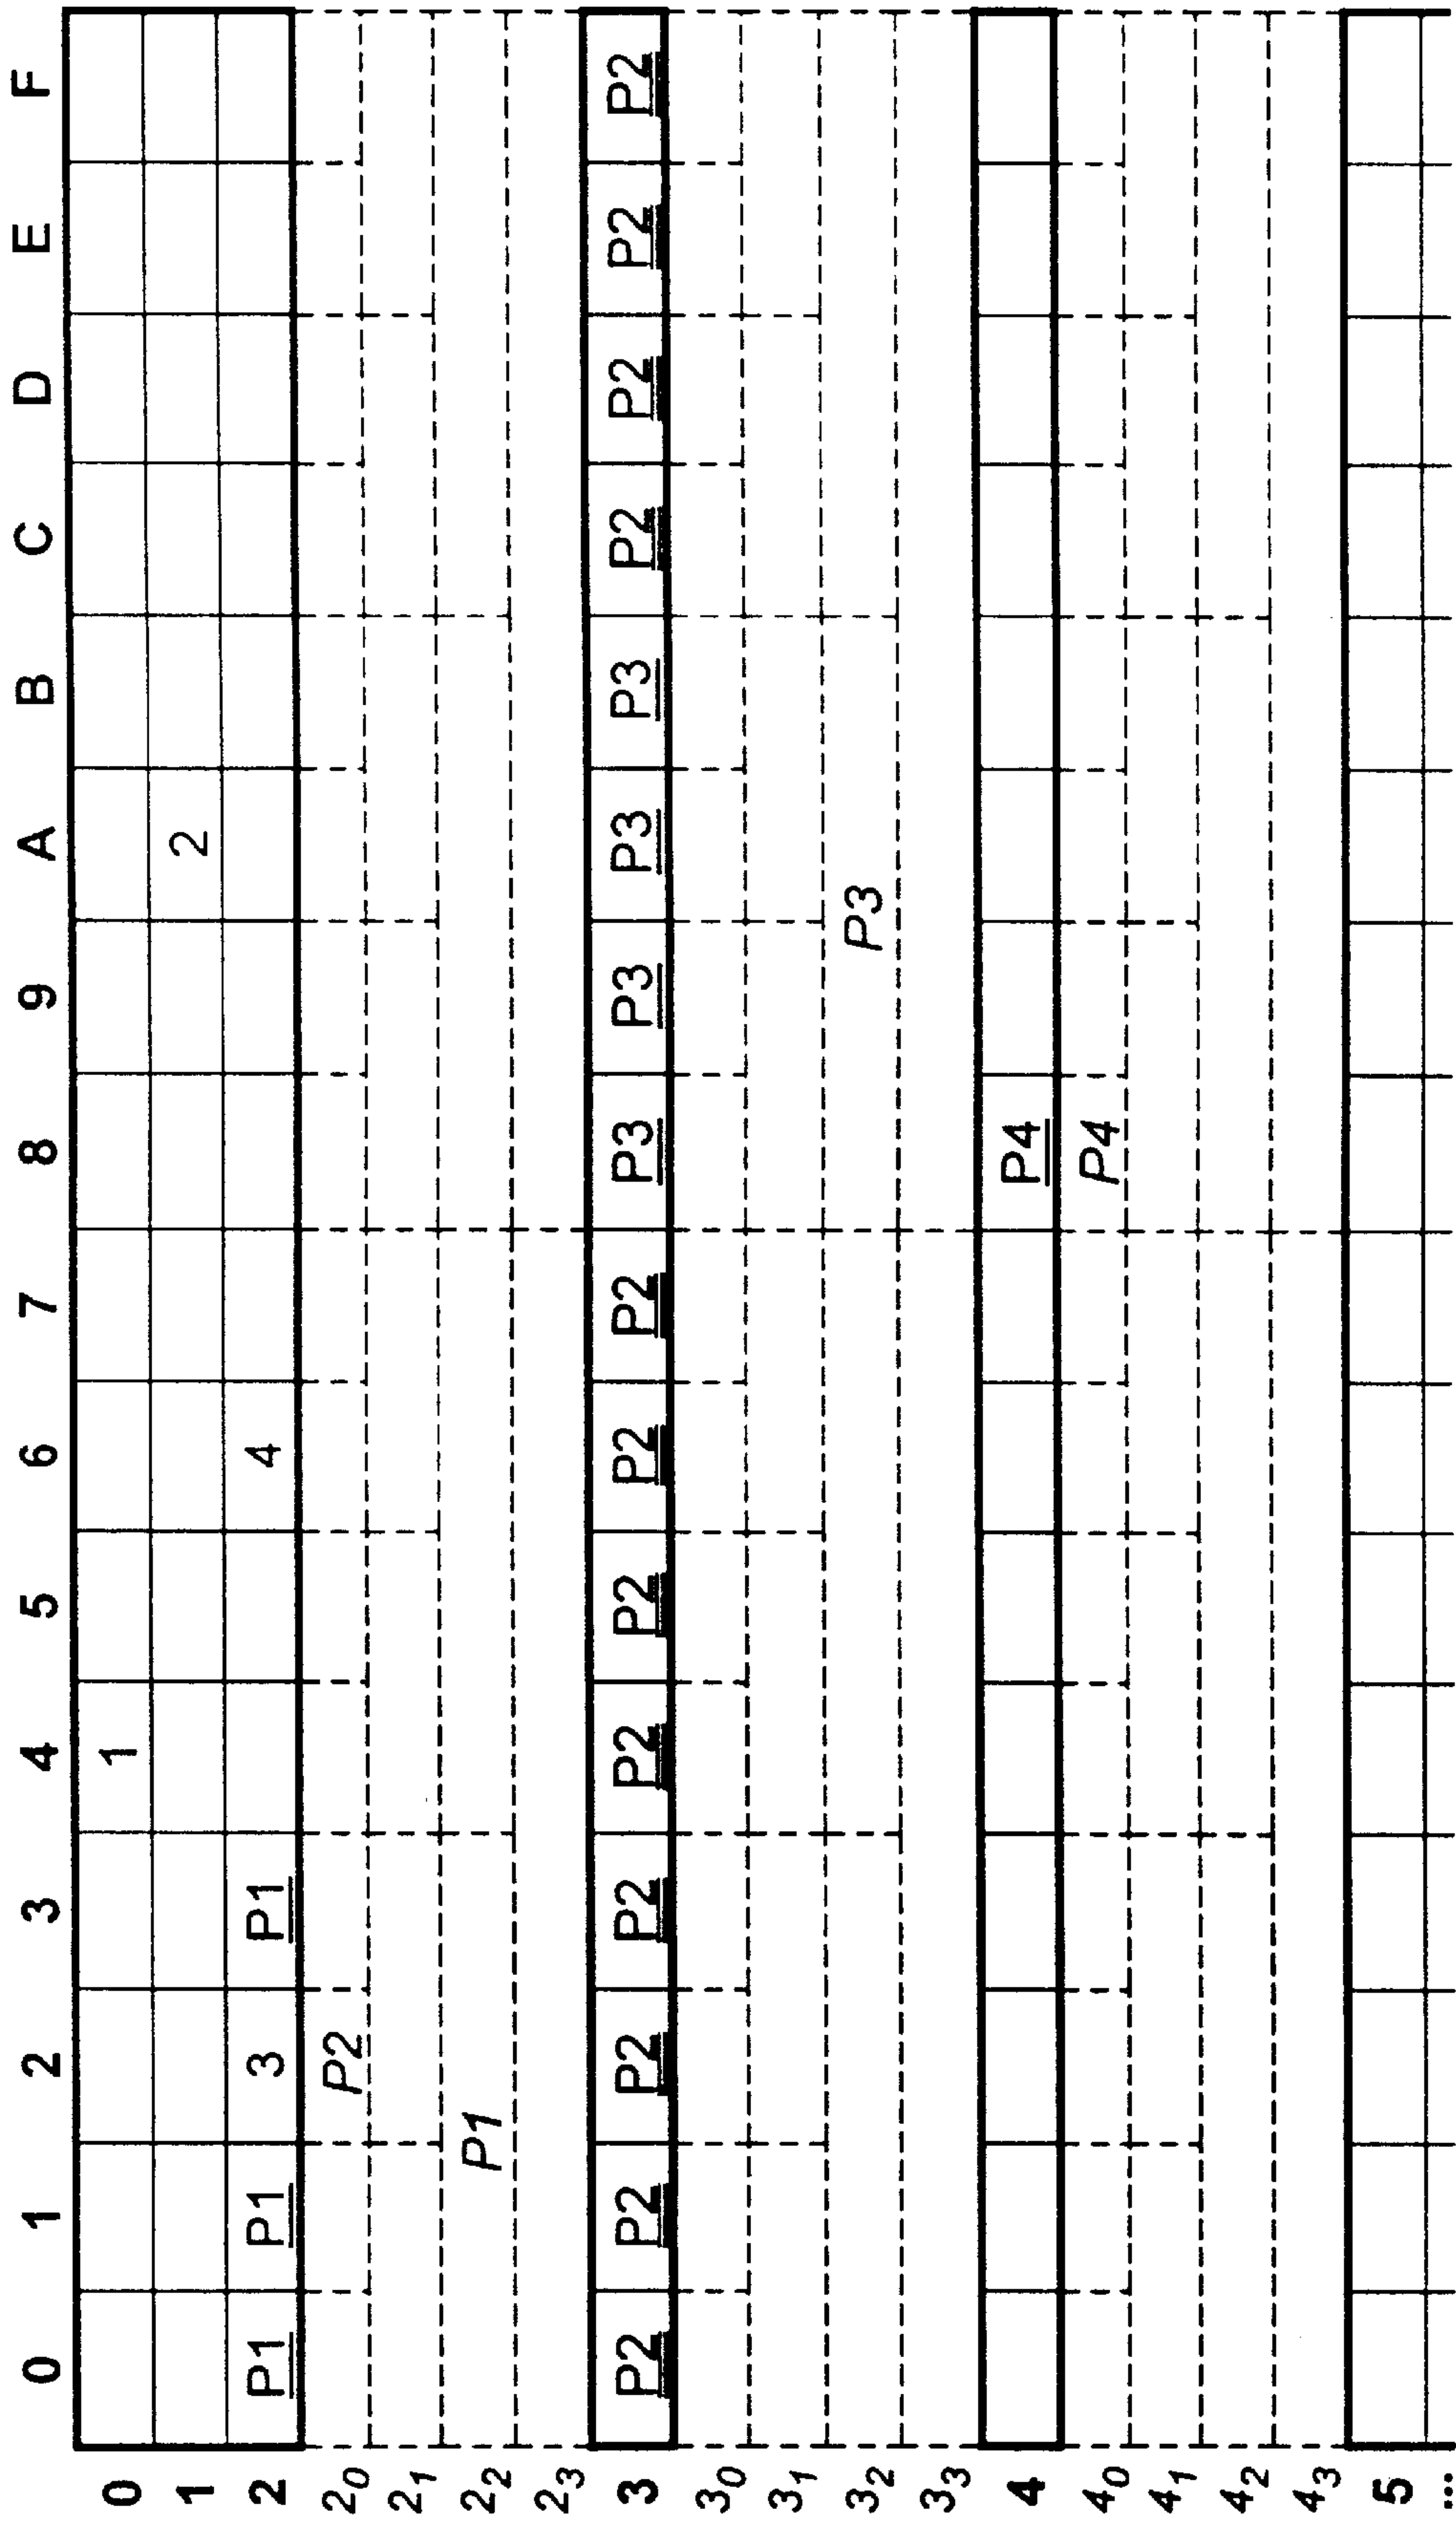 0 1 2 3 4 5 6 7 8 9 A B C D E F
0 1
1 2
2 P1 P1 3 P1 4
2₀ P2
2₁
2₂ P1
2₃
3 P2 P2 P2 P2 P2 P2 P2 P2 P3 P3 P3 P3 P2 P2 P2 P2
3₀
3₁
3₂ P3
3₃
4 P4
4₀ P4
4₁
4₂
4₃
5
...